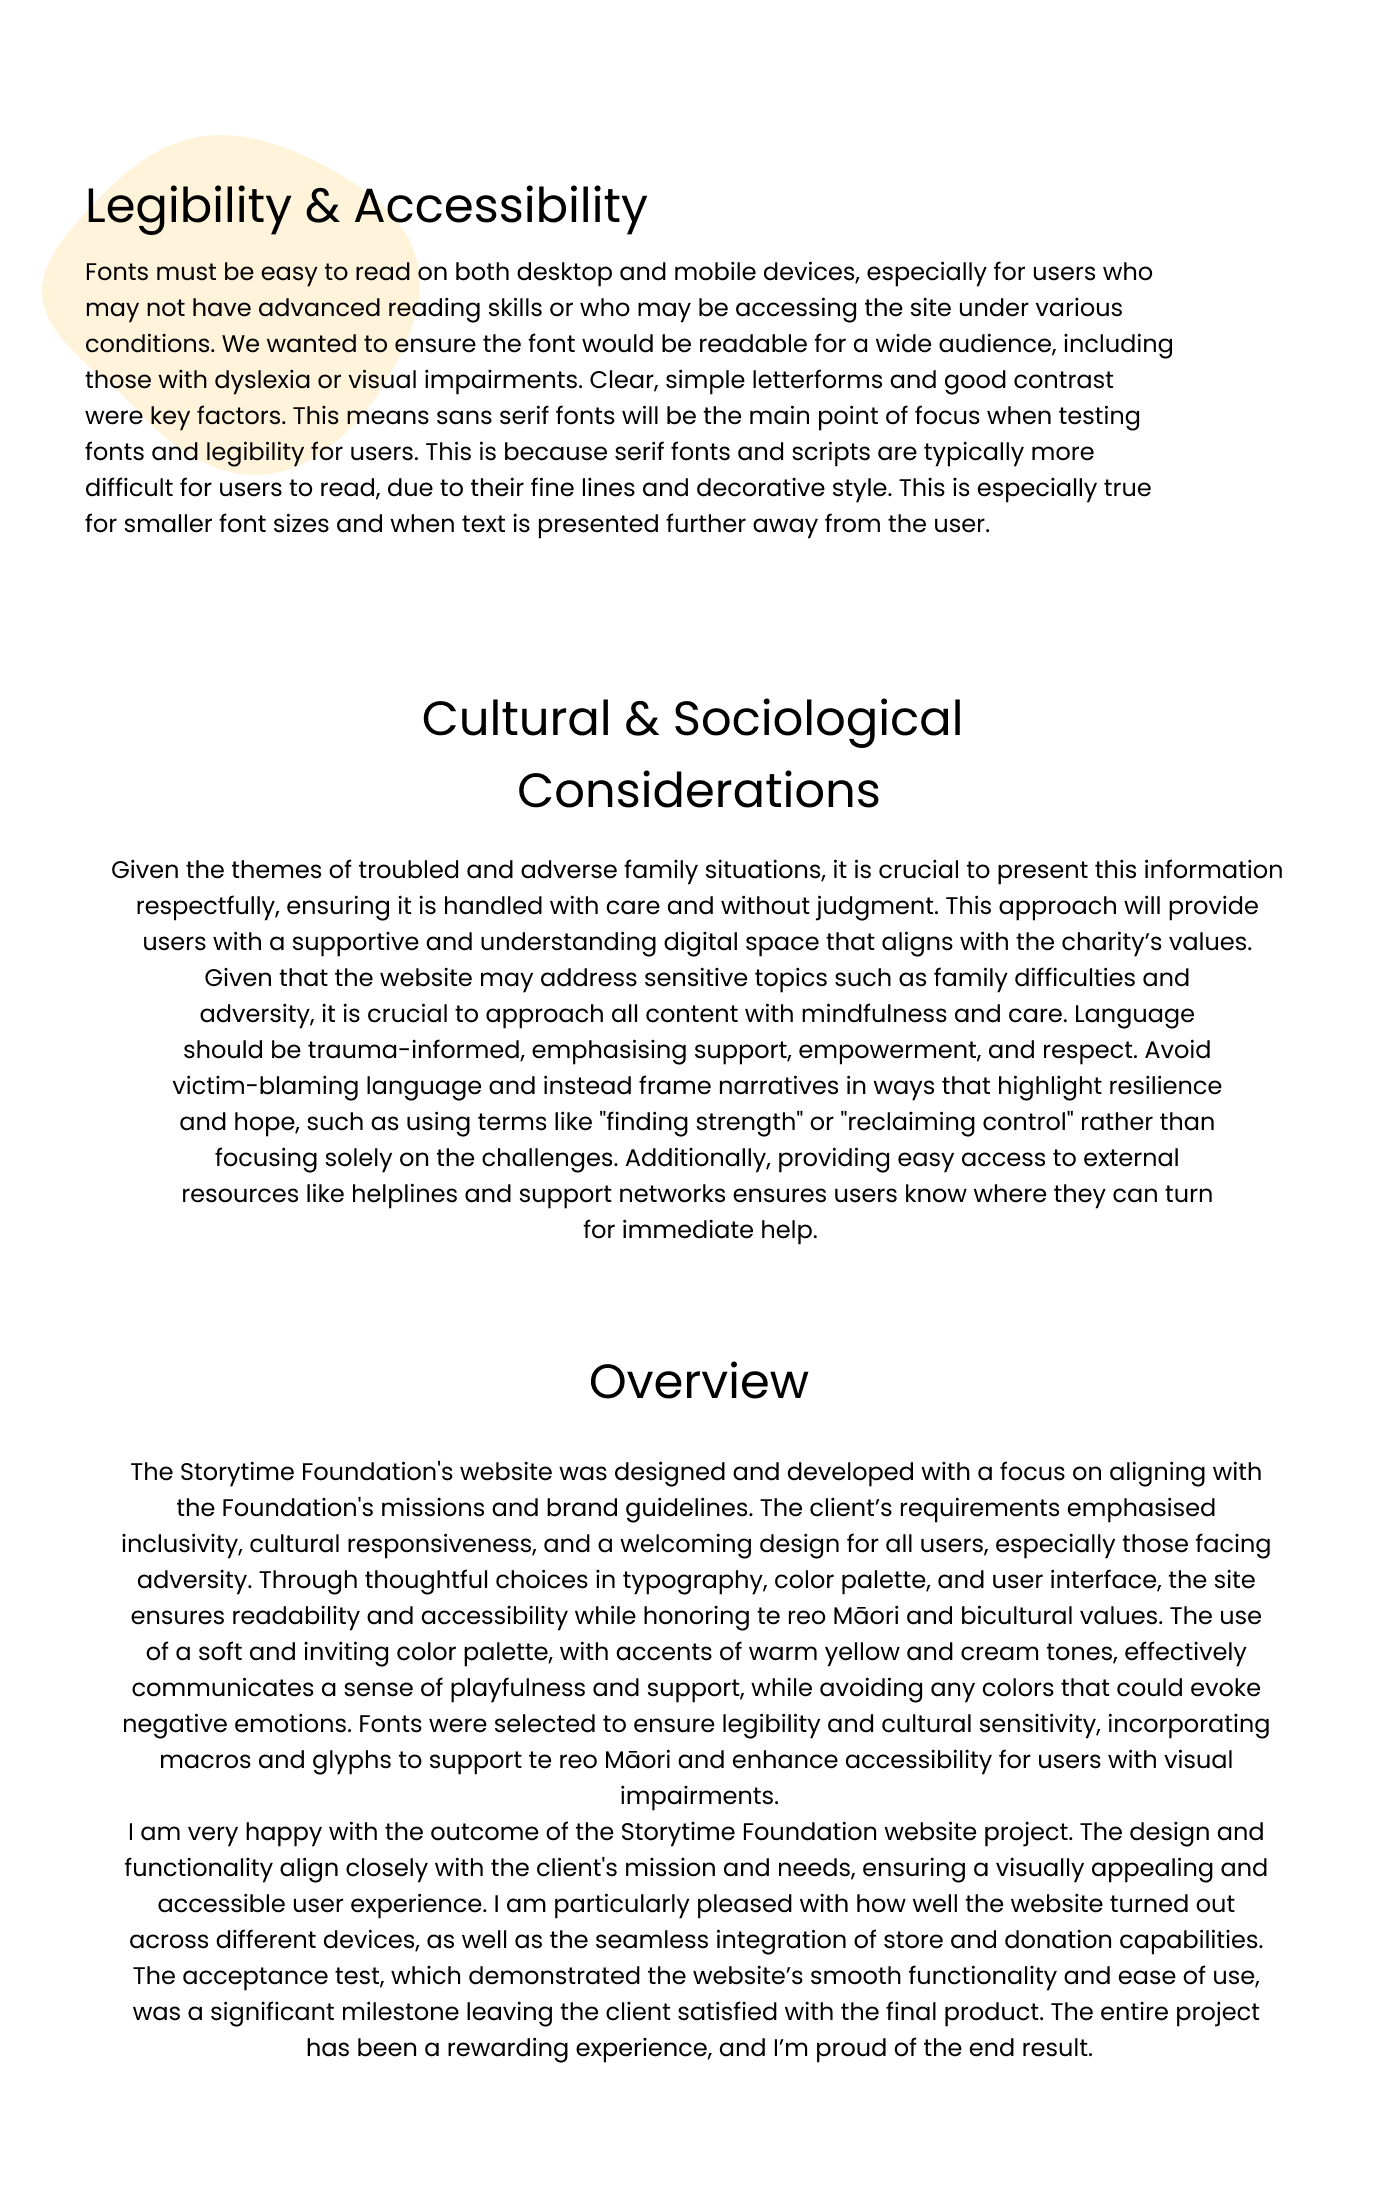 Legibility & Accessibility
Fonts must be easy to read on both desktop and mobile devices, especially for users who
may not have advanced reading skills or who may be accessing the site under various
conditions. We wanted to ensure the font would be readable for a wide audience, including
those with dyslexia or visual impairments. Clear, simple letterforms and good contrast
were key factors. This means sans serif fonts will be the main point of focus when testing
fonts and legibility for users. This is because serif fonts and scripts are typically more
difficult for users to read, due to their fine lines and decorative style. This is especially true
for smaller font sizes and when text is presented further away from the user.
Cultural & Sociological
Considerations
Given the themes of troubled and adverse family situations, it is crucial to present this information
respectfully, ensuring it is handled with care and without judgment. This approach will provide
users with a supportive and understanding digital space that aligns with the charity’s values.
Given that the website may address sensitive topics such as family difficulties and
adversity, it is crucial to approach all content with mindfulness and care. Language
should be trauma-informed, emphasising support, empowerment, and respect. Avoid
victim-blaming language and instead frame narratives in ways that highlight resilience
and hope, such as using terms like "finding strength" or "reclaiming control" rather than
focusing solely on the challenges. Additionally, providing easy access to external
resources like helplines and support networks ensures users know where they can turn
for immediate help.
Overview
The Storytime Foundation's website was designed and developed with a focus on aligning with
the Foundation's missions and brand guidelines. The client’s requirements emphasised
inclusivity, cultural responsiveness, and a welcoming design for all users, especially those facing
adversity. Through thoughtful choices in typography, color palette, and user interface, the site
ensures readability and accessibility while honoring te reo Māori and bicultural values. The use
of a soft and inviting color palette, with accents of warm yellow and cream tones, effectively
communicates a sense of playfulness and support, while avoiding any colors that could evoke
negative emotions. Fonts were selected to ensure legibility and cultural sensitivity, incorporating
macros and glyphs to support te reo Māori and enhance accessibility for users with visual
impairments.
I am very happy with the outcome of the Storytime Foundation website project. The design and
functionality align closely with the client's mission and needs, ensuring a visually appealing and
accessible user experience. I am particularly pleased with how well the website turned out
across different devices, as well as the seamless integration of store and donation capabilities.
The acceptance test, which demonstrated the website’s smooth functionality and ease of use,
was a significant milestone leaving the client satisfied with the final product. The entire project
has been a rewarding experience, and I’m proud of the end result.